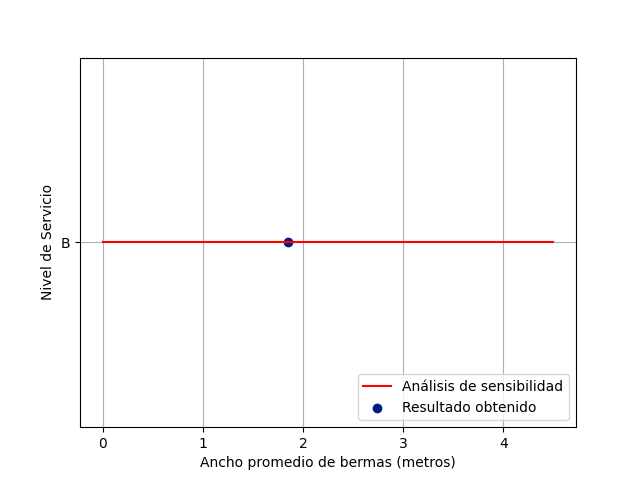 Nivel de Servicio
B
Análisis de sensibilidad
Resultado obtenido
0 1 2 3 4
Ancho promedio de bermas (metros)